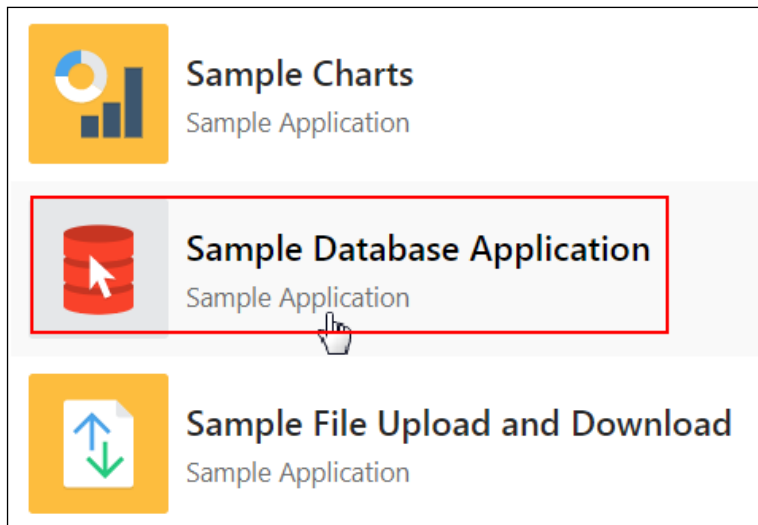 Sample Charts
Sample Application
Sample Database Application
Sample Application
Sample File Upload and Download
Sample Application